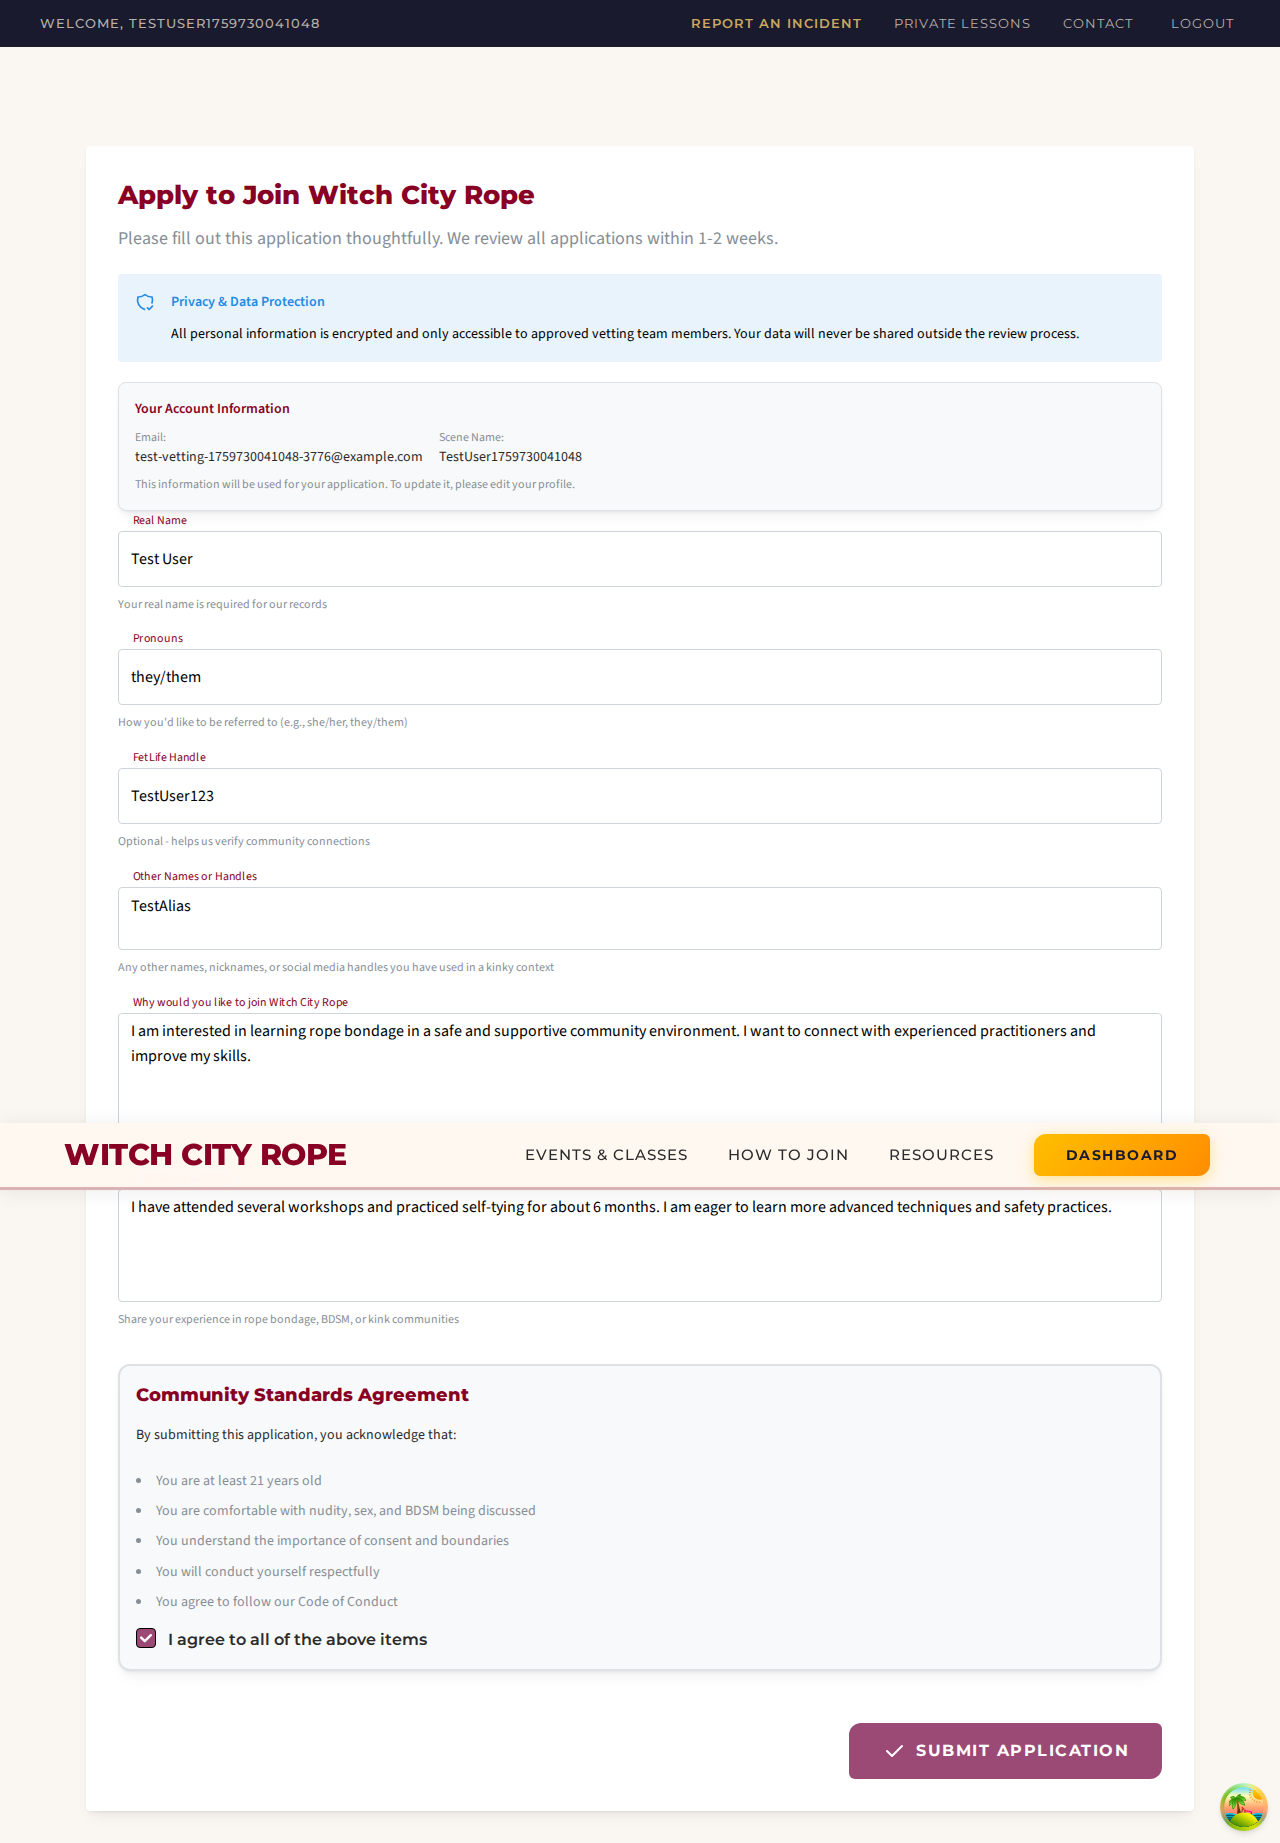 WELCOME, TESTUSER1759730041048
REPORT AN INCIDENT
PRIVATE LESSONS
CONTACT
LOGOUT
Apply to Join Witch City Rope
Please fill out this application thoughtfully. We review all applications within 1-2 weeks.
Privacy & Data Protection
All personal information is encrypted and only accessible to approved vetting team members. Your data will never be shared outside the review process.
Your Account Information
Email:
test-vetting-1759730041048-3776@example.com
Scene Name:
TestUser1759730041048
This information will be used for your application. To update it, please edit your profile.
Real Name
Test User
Your real name is required for our records
Pronouns
they/them
How you'd like to be referred to (e.g., she/her, they/them)
FetLife Handle
TestUser123
Optional - helps us verify community connections
Other Names or Handles
TestAlias
Any other names, nicknames, or social media handles you have used in a kinky context
Why would you like to join Witch City Rope
I am interested in learning rope bondage in a safe and supportive community environment. I want to connect with experienced practitioners and
improve my skills.
WITCH CITY ROPE
EVENTS & CLASSES
HOW TO JOIN
RESOURCES
DASHBOARD
I have attended several workshops and practiced self-tying for about 6 months. I am eager to learn more advanced techniques and safety practices.
Share your experience in rope bondage, BDSM, or kink communities
Community Standards Agreement
By submitting this application, you acknowledge that:
You are at least 21 years old
You are comfortable with nudity, sex, and BDSM being discussed
You understand the importance of consent and boundaries
You will conduct yourself respectfully
You agree to follow our Code of Conduct
I agree to all of the above items
SUBMIT APPLICATION